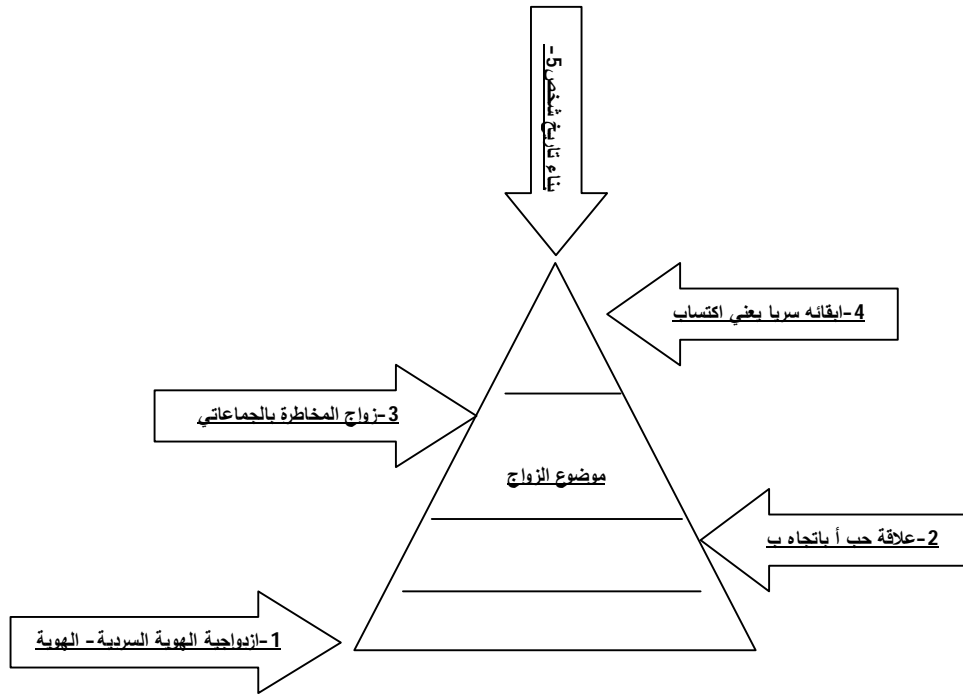 5-بناء تاريخ شخص
4-ابقائه سريا يعني اكتساب
3-زواج المخاطرة بالجماعاتي
موضوع الزواج
2-علاقة حب أ باتجاه ب
1-ازدواجية الهوية السردية- الهوية